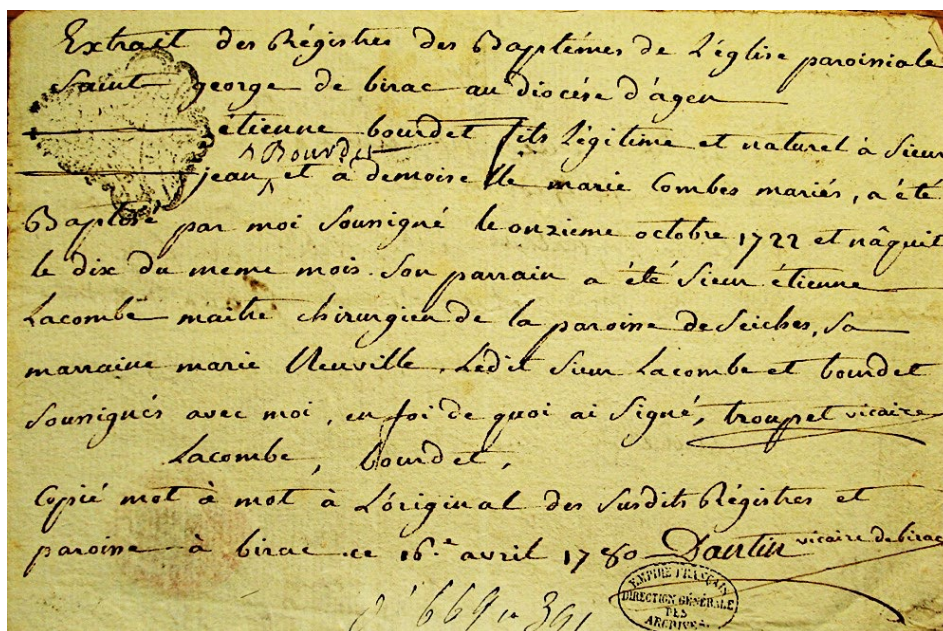 Extrait des Régistres des Baptémes de L'église paroissiale
Saint george de birac au diocése d'agen
étienne bourdet fils légitime et naturel à Sieur
^ Bourdet
jean ^ et à demoiselle marie Combes mariés, a été
Baptisé par moi Soussigné le onzieme octobre 1722 et nâquit
le dix du meme mois. Son parrain a été Sieur étienne
Lacombe maitre chirurgien de la paroisse de Seiches, Sa
marraine marie Neuville. Ledit Sieur Lacombe et bourdet
Soussignés avec moi, en foi de quoi ai Signé, troupet vicaire
Lacombe, bourdet,
Copié mot à mot à L'original des Susdits Régistres et
paroisse à birac ce 16.e avril 1780 Dantin vicaire de birac
EMPIRE FRANÇAIS
DIRECTION GÉNÉRALE
DES
ARCHIVES